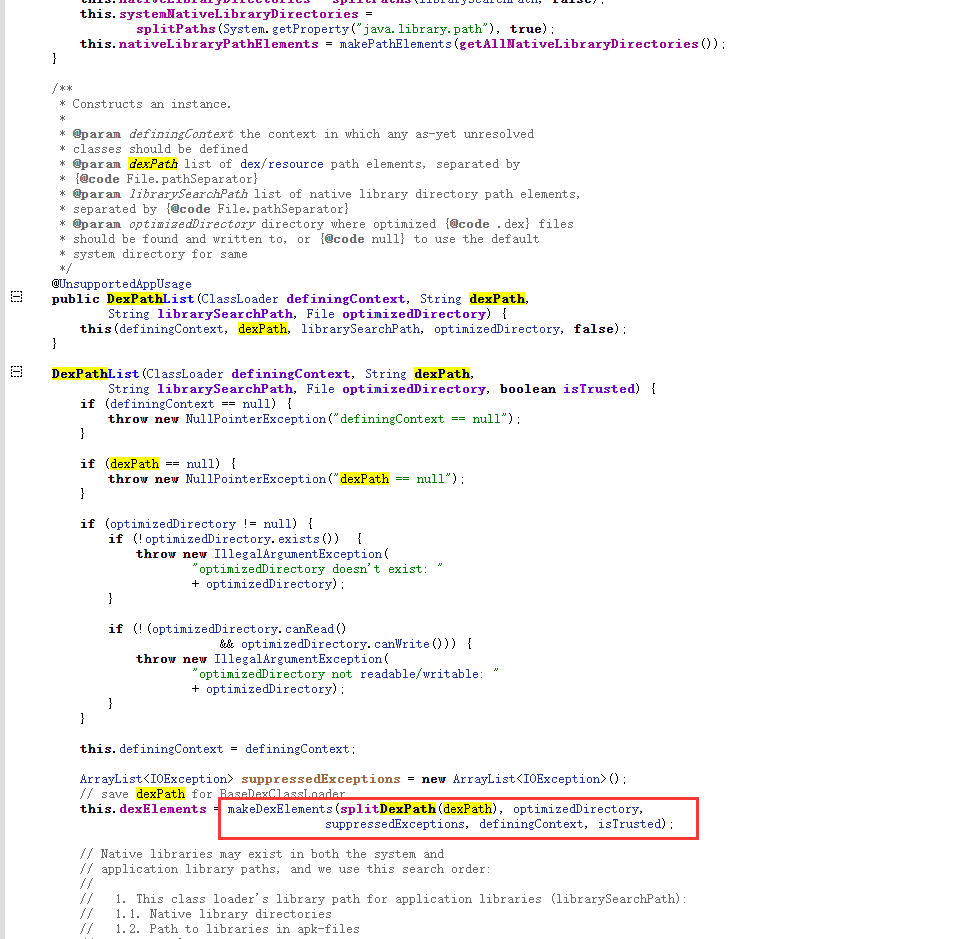 this.nativeLibraryDirectories = splitPaths(librarySearchPath, false);
this.systemNativeLibraryDirectories =
splitPaths(System.getProperty("java.library.path"), true);
this.nativeLibraryPathElements = makePathElements(getAllNativeLibraryDirectories());
}
/**
* Constructs an instance.
*
* @param definingContext the context in which any as-yet unresolved
* classes should be defined
* @param dexPath list of dex/resource path elements, separated by
* {@code File.pathSeparator}
* @param librarySearchPath list of native library directory path elements,
* separated by {@code File.pathSeparator}
* @param optimizedDirectory directory where optimized {@code .dex} files
* should be found and written to, or {@code null} to use the default
* system directory for same
*/
@UnsupportedAppUsage
public DexPathList(ClassLoader definingContext, String dexPath,
String librarySearchPath, File optimizedDirectory) {
this(definingContext, dexPath, librarySearchPath, optimizedDirectory, false);
}
DexPathList(ClassLoader definingContext, String dexPath,
String librarySearchPath, File optimizedDirectory, boolean isTrusted) {
if (definingContext == null) {
throw new NullPointerException("definingContext == null");
}
if (dexPath == null) {
throw new NullPointerException("dexPath == null");
}
if (optimizedDirectory != null) {
if (!optimizedDirectory.exists())  {
throw new IllegalArgumentException(
"optimizedDirectory doesn't exist: "
+ optimizedDirectory);
}
if (!(optimizedDirectory.canRead()
&& optimizedDirectory.canWrite())) {
throw new IllegalArgumentException(
"optimizedDirectory not readable/writable: "
+ optimizedDirectory);
}
}
this.definingContext = definingContext;
ArrayList<IOException> suppressedExceptions = new ArrayList<IOException>();
// save dexPath for BaseDexClassLoader
this.dexElements = makeDexElements(splitDexPath(dexPath), optimizedDirectory,
suppressedExceptions, definingContext, isTrusted);
// Native libraries may exist in both the system and
// application library paths, and we use this search order:
//
//   1. This class loader's library path for application libraries (librarySearchPath):
//   1.1. Native library directories
//   1.2. Path to libraries in apk-files